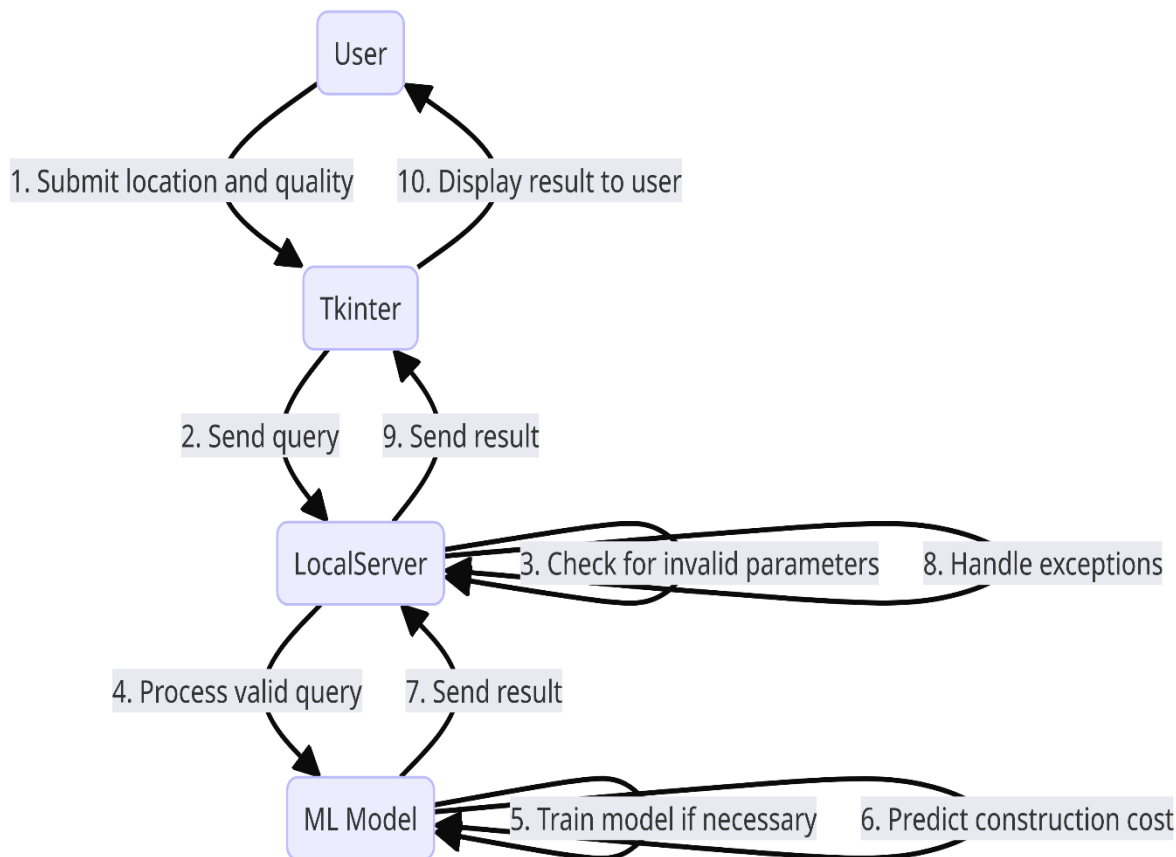 User
1. Submit location and quality
10. Display result to user
Tkinter
2. Send query
9. Send result
LocalServer
3. Check for invalid parameters
8. Handle exceptions
4. Process valid query
7. Send result
ML Model
5. Train model if necessary
6. Predict construction cost